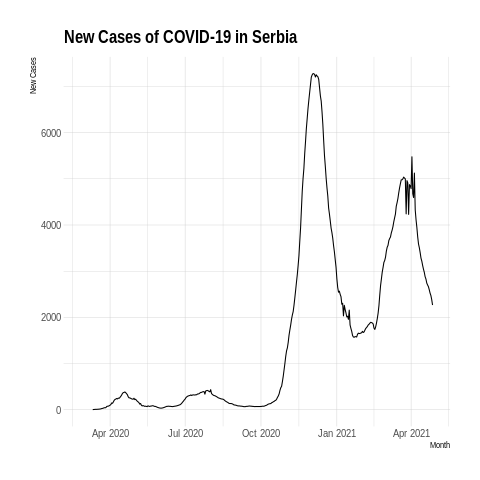 New Cases of COVID-19 in Serbia
New Cases
6000
4000
2000
0
Apr 2020 Jul 2020 Oct 2020 Jan 2021 Apr 2021
Month